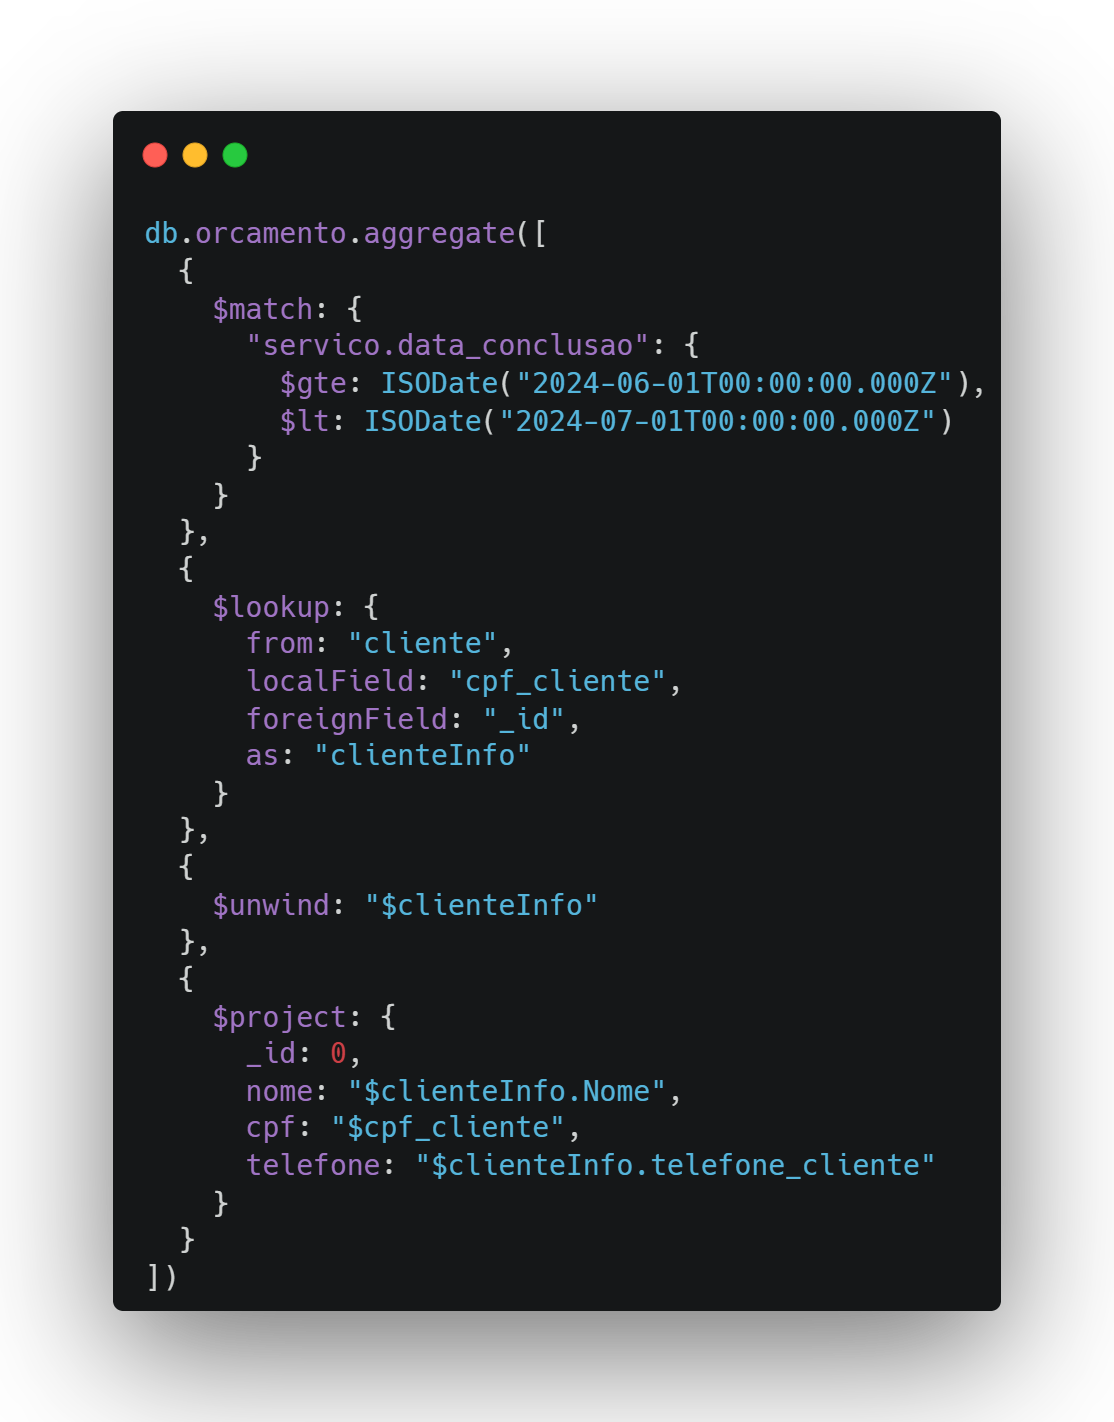 db.orcamento.aggregate([
  {
    $match: {
      "servico.data_conclusao": {
        $gte: ISODate("2024-06-01T00:00:00.000Z"),
        $lt: ISODate("2024-07-01T00:00:00.000Z")
      }
    }
  },
  {
    $lookup: {
      from: "cliente",
      localField: "cpf_cliente",
      foreignField: "_id",
      as: "clienteInfo"
    }
  },
  {
    $unwind: "$clienteInfo"
  },
  {
    $project: {
      _id: 0,
      nome: "$clienteInfo.Nome",
      cpf: "$cpf_cliente",
      telefone: "$clienteInfo.telefone_cliente"
    }
  }
])